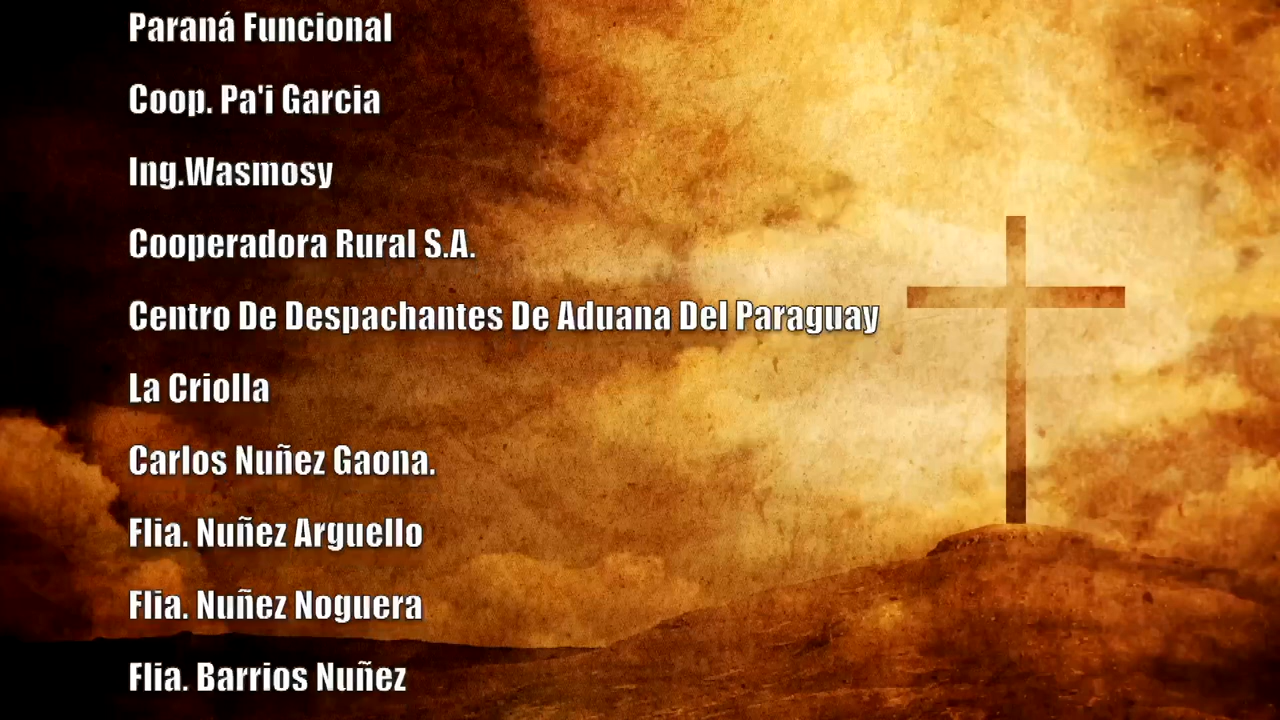 Paraná Funcional
Coop. Pa'i Garcia
Ing.Wasmosy
Cooperadora Rural S.A.
Centro De Despachantes De Aduana Del Paraguay
La Criolla
Carlos Nuñez Gaona.
Flia. Nuñez Arguello
Flia. Nuñez Noguera
Flia. Barrios Nuñez